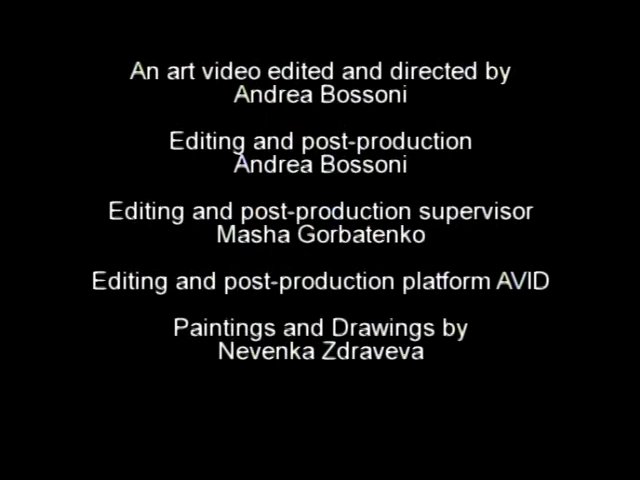 An art video edited and directed by
Andrea Bossoni
Editing and post-production
Andrea Bossoni
Editing and post-production supervisor
Masha Gorbatenko
Editing and post-production platform AVID
Paintings and Drawings by
Nevenka Zdraveva